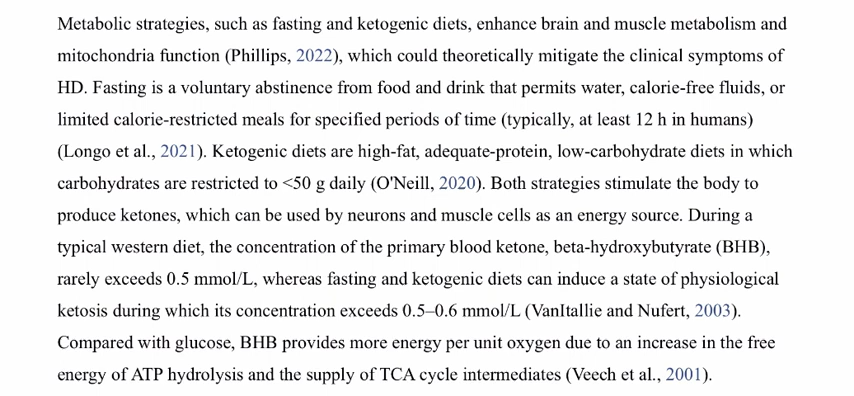 Metabolic strategies, such as fasting and ketogenic diets, enhance brain and muscle metabolism and
mitochondria function (Phillips, 2022), which could theoretically mitigate the clinical symptoms of
HD. Fasting is a voluntary abstinence from food and drink that permits water, calorie-free fluids, or
limited calorie-restricted meals for specified periods of time (typically, at least 12 h in humans)
(Longo et al., 2021). Ketogenic diets are high-fat, adequate-protein, low-carbohydrate diets in which
carbohydrates are restricted to <50 g daily (O'Neill, 2020). Both strategies stimulate the body to
produce ketones, which can be used by neurons and muscle cells as an energy source. During a
typical western diet, the concentration of the primary blood ketone, beta-hydroxybutyrate (BHB),
rarely exceeds 0.5 mmol/L, whereas fasting and ketogenic diets can induce a state of physiological
ketosis during which its concentration exceeds 0.5–0.6 mmol/L (VanItallie and Nufert, 2003).
Compared with glucose, BHB provides more energy per unit oxygen due to an increase in the free
energy of ATP hydrolysis and the supply of TCA cycle intermediates (Veech et al., 2001).